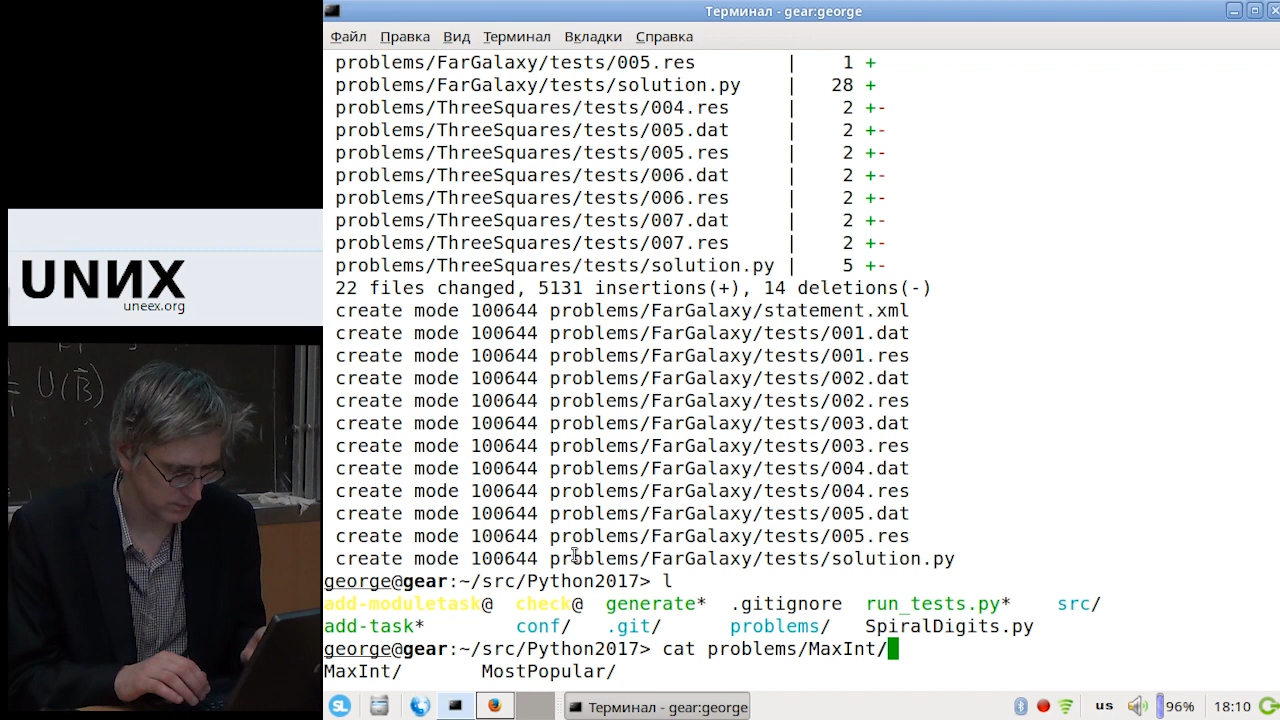 Терминал - gear:george
Файл Правка Вид Терминал Вкладки Справка
problems/FarGalaxy/tests/005.res | 1 +
problems/FarGalaxy/tests/solution.py | 28 +
problems/ThreeSquares/tests/004.res | 2 +-
problems/ThreeSquares/tests/005.dat | 2 +-
problems/ThreeSquares/tests/005.res | 2 +-
problems/ThreeSquares/tests/006.dat | 2 +-
problems/ThreeSquares/tests/006.res | 2 +-
problems/ThreeSquares/tests/007.dat | 2 +-
problems/ThreeSquares/tests/007.res | 2 +-
problems/ThreeSquares/tests/solution.py | 5 +-
22 files changed, 5131 insertions(+), 14 deletions(-)
create mode 100644 problems/FarGalaxy/statement.xml
create mode 100644 problems/FarGalaxy/tests/001.dat
create mode 100644 problems/FarGalaxy/tests/001.res
create mode 100644 problems/FarGalaxy/tests/002.dat
create mode 100644 problems/FarGalaxy/tests/002.res
create mode 100644 problems/FarGalaxy/tests/003.dat
create mode 100644 problems/FarGalaxy/tests/003.res
create mode 100644 problems/FarGalaxy/tests/004.dat
create mode 100644 problems/FarGalaxy/tests/004.res
create mode 100644 problems/FarGalaxy/tests/005.dat
create mode 100644 problems/FarGalaxy/tests/005.res
create mode 100644 problems/FarGalaxy/tests/solution.py
george@gear:~/src/Python2017> l
add-moduletask@ check@ generate* .gitignore run_tests.py* src/
add-task* conf/ .git/ problems/ SpiralDigits.py
george@gear:~/src/Python2017> cat problems/MaxInt/
MaxInt/ MostPopular/
Терминал - gear:george
us 96% 18:10
UNИX
uneex.org
= U(B)